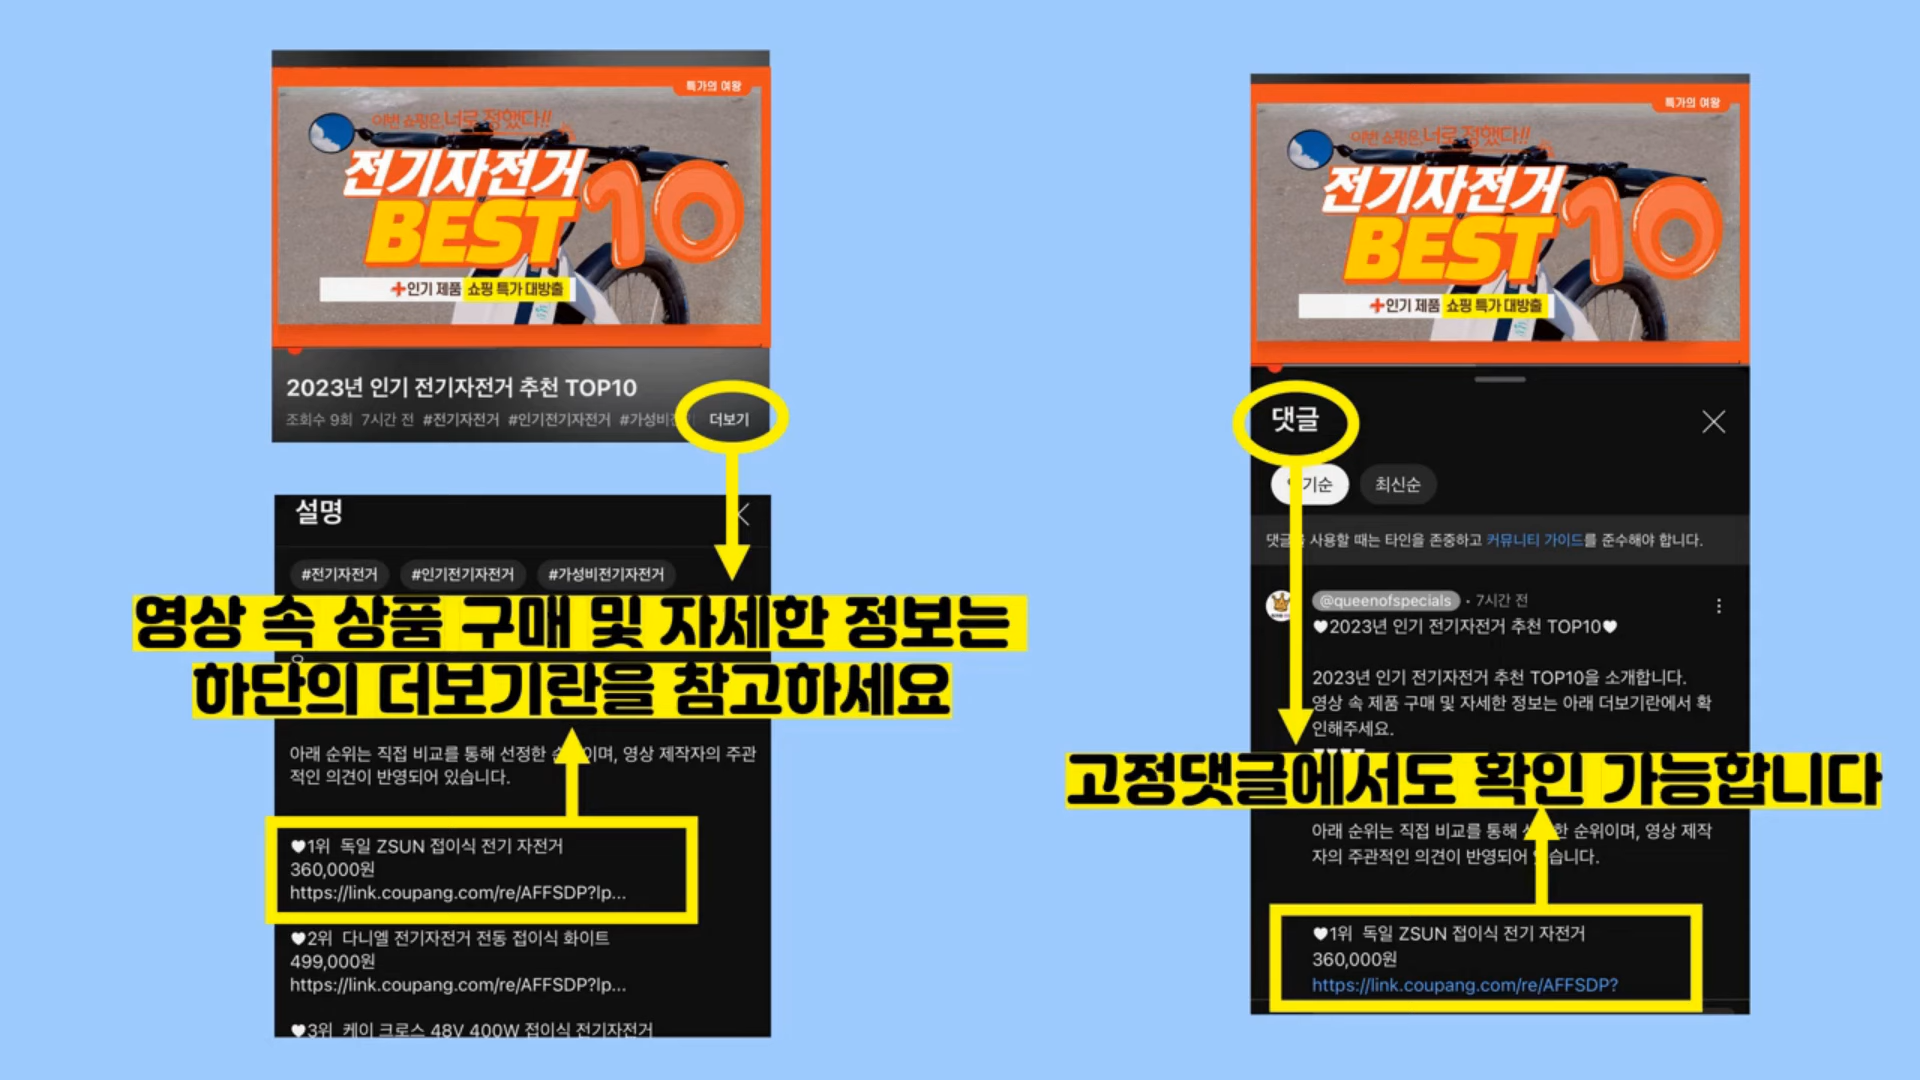 특가의 여왕
이번 쇼핑은,너로 정했다!!
전기자전거
BEST 10
+인기 제품 쇼핑 특가 대방출
2023년 인기 전기자전거 추천 TOP10
조회수 9회 7시간 전 #전기자전거 #인기전기자전거 #가성비전 더보기
설명
#전기자전거 #인기전기자전거 #가성비전기자전거
영상 속 상품 구매 및 자세한 정보는
하단의 더보기란을 참고하세요
아래 순위는 직접 비교를 통해 선정한 순위이며, 영상 제작자의 주관
적인 의견이 반영되어 있습니다.
♥1위 독일 ZSUN 접이식 전기 자전거
360,000원
https://link.coupang.com/re/AFFSDP?lp...
♥2위 다니엘 전기자전거 전동 접이식 화이트
499,000원
https://link.coupang.com/re/AFFSDP?lp...
♥3위 케이 크로스 48V 400W 접이식 전기자전거
특가의 여왕
이번 쇼핑은,너로 정했다!!
전기자전거
BEST 10
+인기 제품 쇼핑 특가 대방출
댓글
인기순 최신순
댓글을 사용할 때는 타인을 존중하고 커뮤니티 가이드를 준수해야 합니다.
@queenofspecials · 7시간 전
♥2023년 인기 전기자전거 추천 TOP10♥
2023년 인기 전기자전거 추천 TOP10을 소개합니다.
영상 속 제품 구매 및 자세한 정보는 아래 더보기란에서 확
인해주세요.
고정댓글에서도 확인 가능합니다
아래 순위는 직접 비교를 통해 선정한 순위이며, 영상 제작
자의 주관적인 의견이 반영되어 있습니다.
♥1위 독일 ZSUN 접이식 전기 자전거
360,000원
https://link.coupang.com/re/AFFSDP?